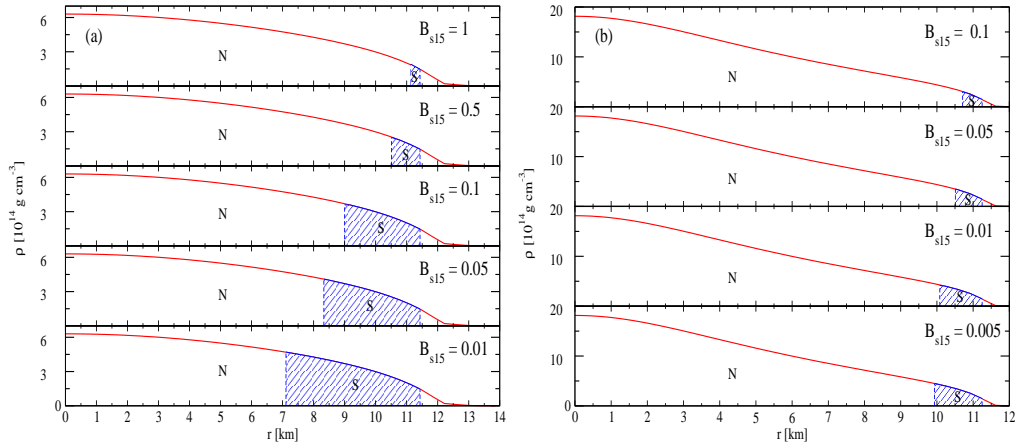 (a)
B_s15 = 1
N
S
6
3
B_s15 = 0.5
N
S
6
3
B_s15 = 0.1
N
S
6
3
B_s15 = 0.05
N
S
6
3
B_s15 = 0.01
N
S
6
3
0
0 1 2 3 4 5 6 7 8 9 10 11 12 13 14
r [km]
ρ [10^14 g cm^-3]
(b)
B_s15 = 0.1
N
S
20
10
B_s15 = 0.05
N
S
20
10
B_s15 = 0.01
N
S
20
10
B_s15 = 0.005
N
S
20
10
0
0 1 2 3 4 5 6 7 8 9 10 11 12
r [km]
ρ [10^14 g cm^-3]